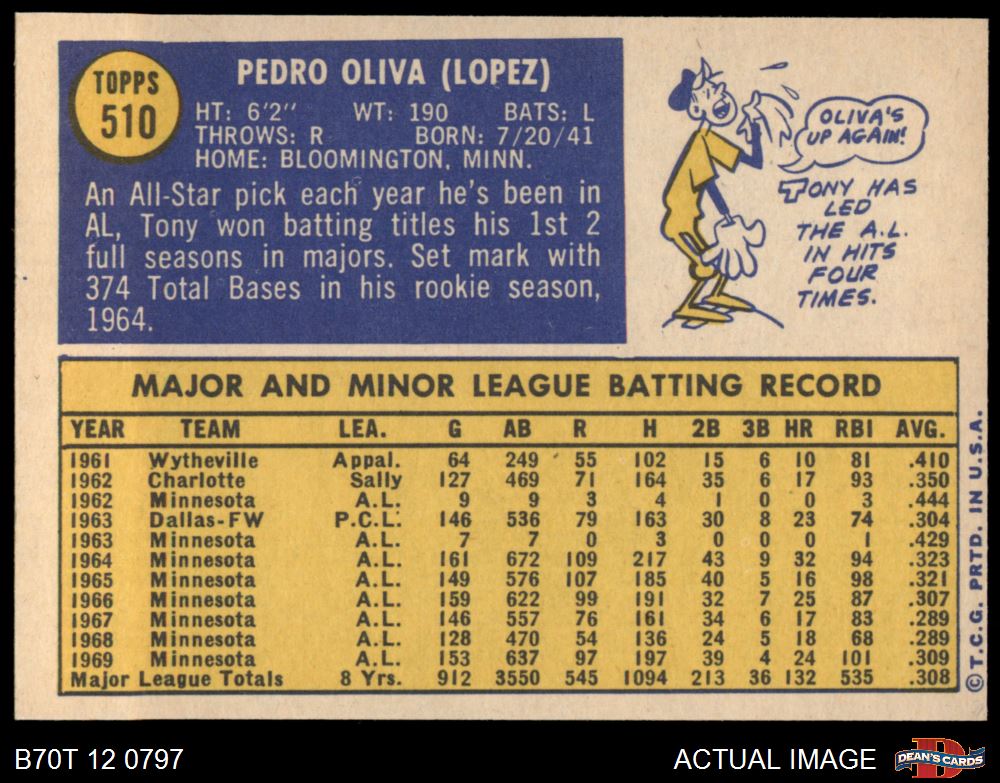 TOPPS
510
PEDRO OLIVA (LOPEZ)
HT: 6'2" WT: 190 BATS: L
THROWS: R BORN: 7/20/41
HOME: BLOOMINGTON, MINN.
An All-Star pick each year he's been in
AL, Tony won batting titles his 1st 2
full seasons in majors. Set mark with
374 Total Bases in his rookie season,
1964.
OLIVA'S
UP AGAIN!
TONY HAS
LED
THE A.L.
IN HITS
FOUR
TIMES.
MAJOR AND MINOR LEAGUE BATTING RECORD
YEAR TEAM LEA. G AB R H 2B 3B HR RBI AVG.
1961 Wytheville Appal. 64 249 55 102 15 6 10 81 .410
1962 Charlotte Sally 127 469 71 164 35 6 17 93 .350
1962 Minnesota A.L. 9 9 3 4 1 0 0 3 .444
1963 Dallas-FW P.C.L. 146 536 79 163 30 8 23 74 .304
1963 Minnesota A.L. 7 7 0 3 0 0 0 1 .429
1964 Minnesota A.L. 161 672 109 217 43 9 32 94 .323
1965 Minnesota A.L. 149 576 107 185 40 5 16 98 .321
1966 Minnesota A.L. 159 622 99 191 32 7 25 87 .307
1967 Minnesota A.L. 146 557 76 161 34 6 17 83 .289
1968 Minnesota A.L. 128 470 54 136 24 5 18 68 .289
1969 Minnesota A.L. 153 637 97 197 39 4 24 101 .309
Major League Totals 8 Yrs. 912 3550 545 1094 213 36 132 535 .308
©T.C.G. PRTD. IN U.S.A.
B70T 12 0797
ACTUAL IMAGE
D
DEAN'S CARDS